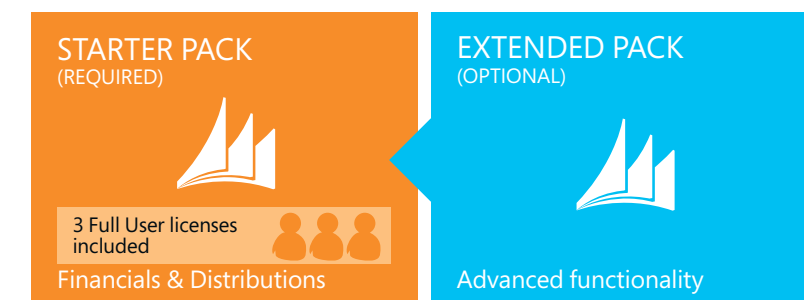 STARTER PACK
(REQUIRED)
3 Full User licenses
included
Financials & Distributions
EXTENDED PACK
(OPTIONAL)
Advanced functionality